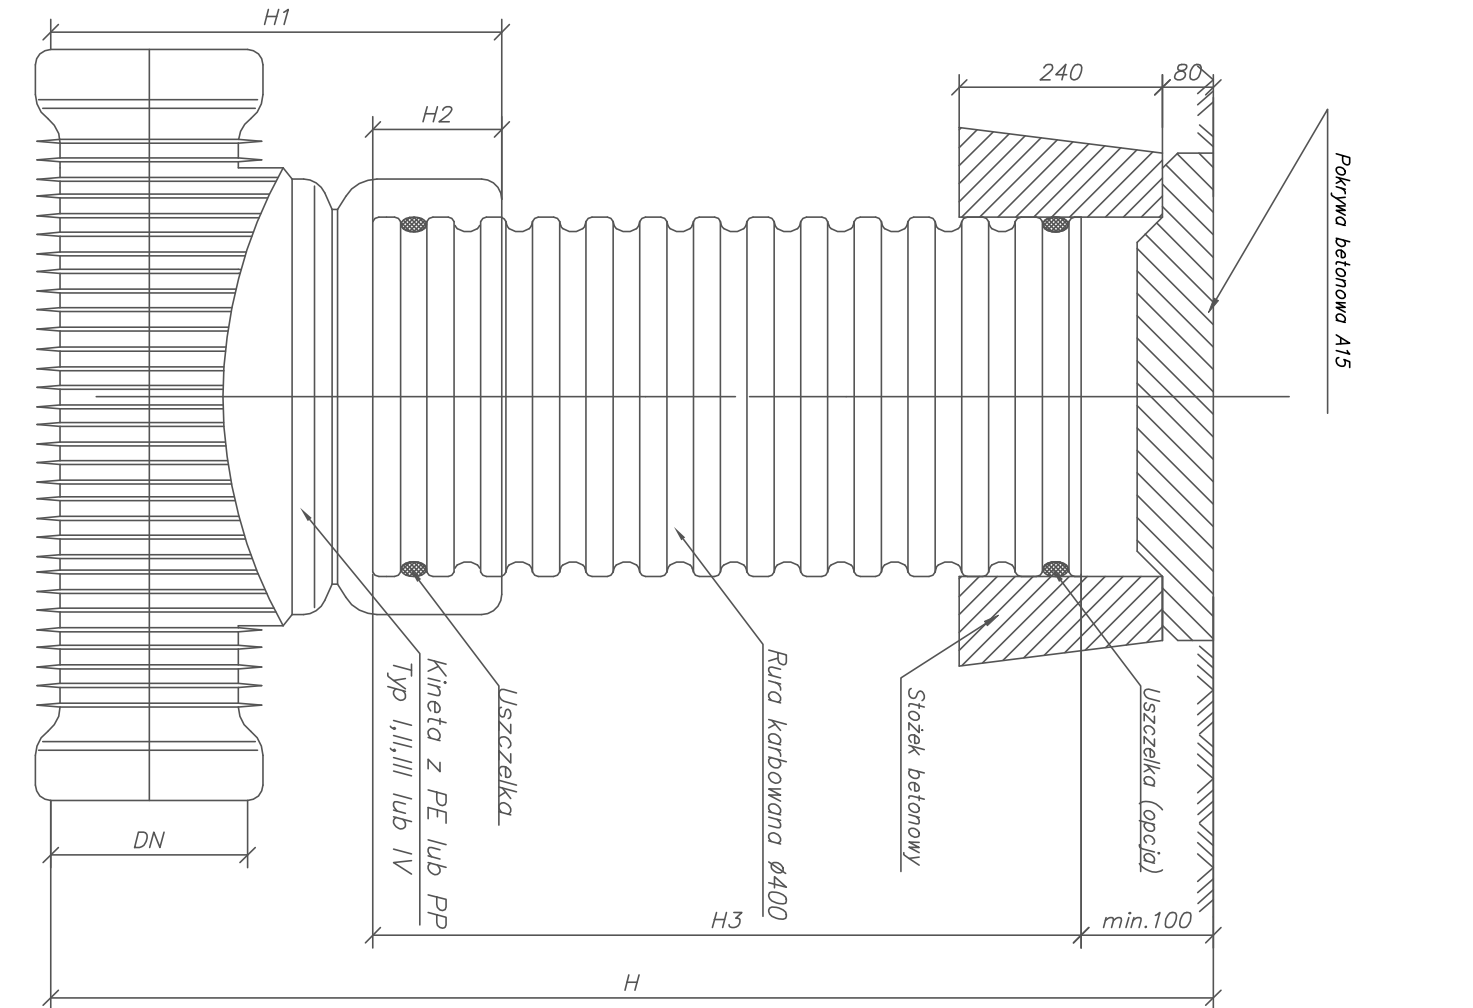 H1
240
80
H2
Pokrywa betonowa A15
Kineta z PE lub PP
Typ I,II,III lub IV
Uszczelka
Rura karbowana ø400
Stożek betonowy
Uszczelka (opcja)
DN
H3
min.100
H